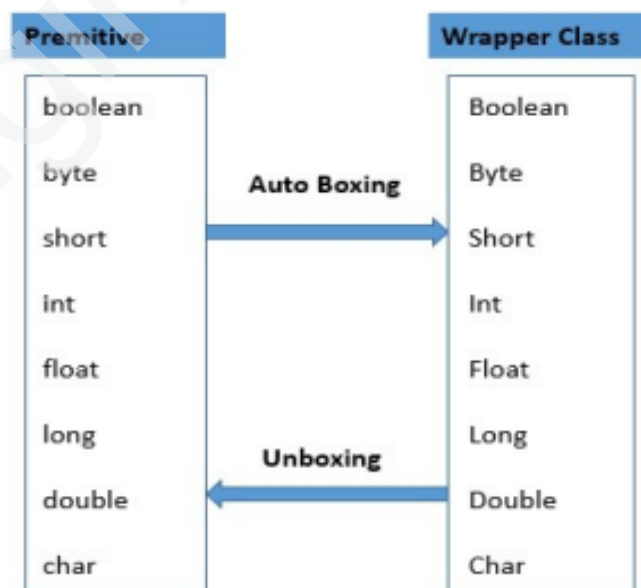 Premitive
Wrapper Class
boolean
Boolean
byte
Auto Boxing
Byte
short
Short
int
Int
float
Float
long
Long
Unboxing
double
Double
char
Char